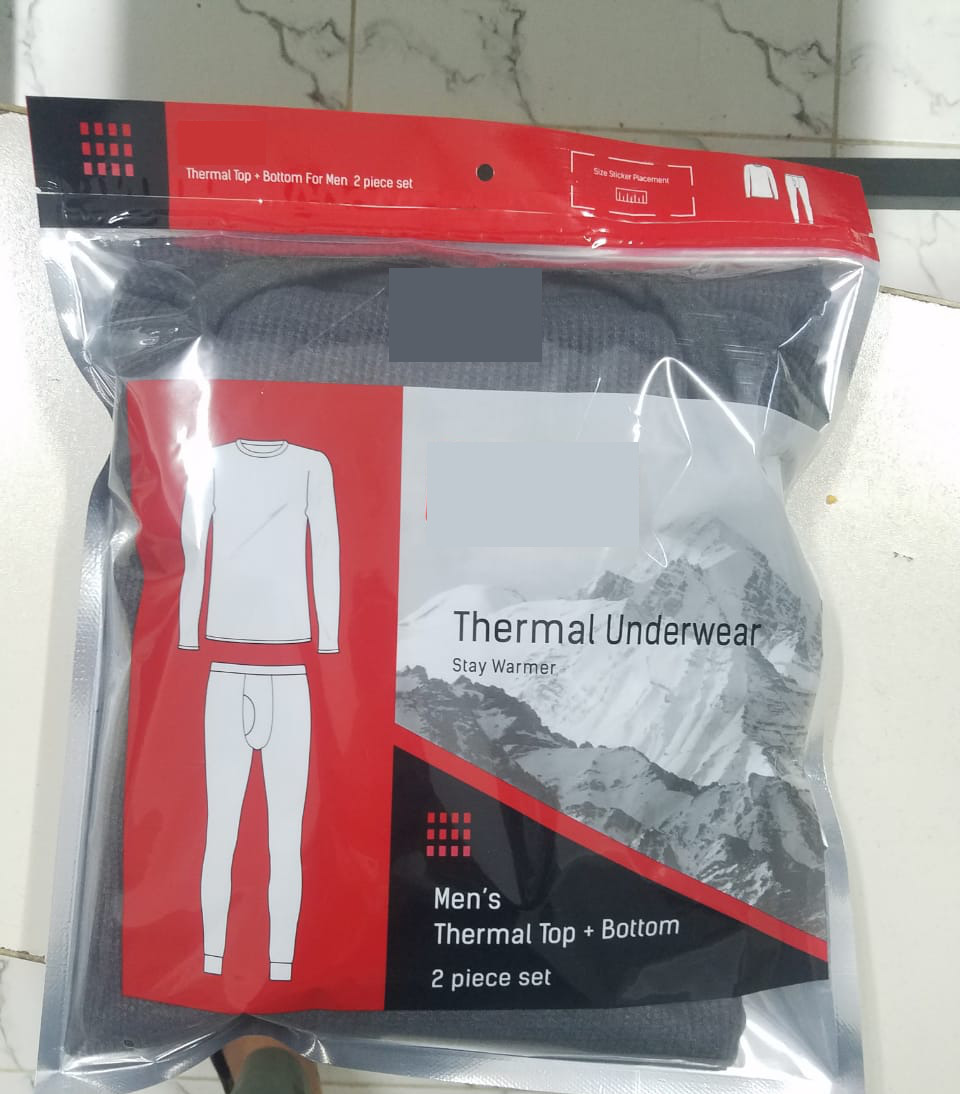 Thermal Top + Bottom For Men 2 piece set
Size Sticker Placement
Thermal Underwear
Stay Warmer
Men's
Thermal Top + Bottom
2 piece set